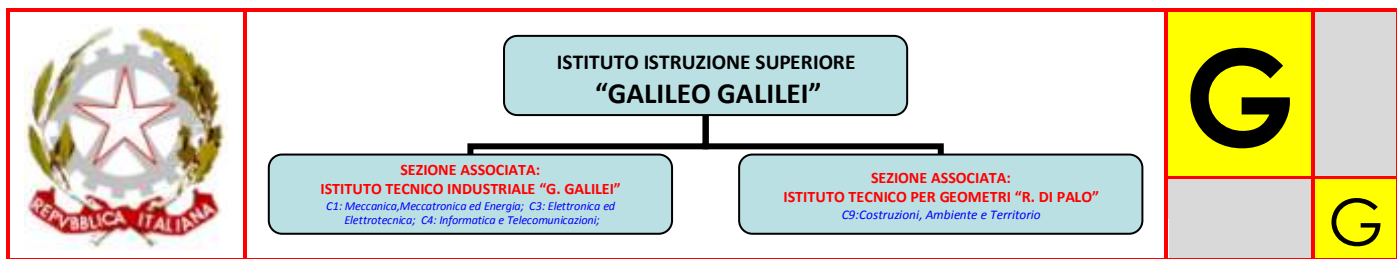 REPVBBLICA ITALIANA
ISTITUTO ISTRUZIONE SUPERIORE
“GALILEO GALILEI”
SEZIONE ASSOCIATA:
ISTITUTO TECNICO INDUSTRIALE “G. GALILEI”
C1: Meccanica,Meccatronica ed Energia; C3: Elettronica ed
Elettrotecnica; C4: Informatica e Telecomunicazioni;
SEZIONE ASSOCIATA:
ISTITUTO TECNICO PER GEOMETRI “R. DI PALO”
C9:Costruzioni, Ambiente e Territorio
G
G